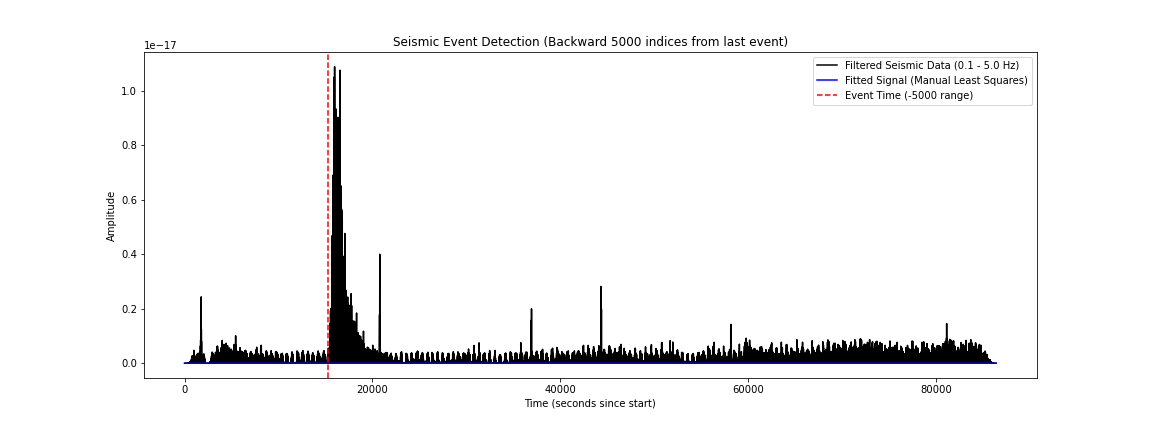 Seismic Event Detection (Backward 5000 indices from last event)
1e−17
Filtered Seismic Data (0.1 - 5.0 Hz)
Fitted Signal (Manual Least Squares)
Event Time (-5000 range)
1.0
0.8
0.6
0.4
0.2
0.0
Amplitude
0 20000 40000 60000 80000
Time (seconds since start)